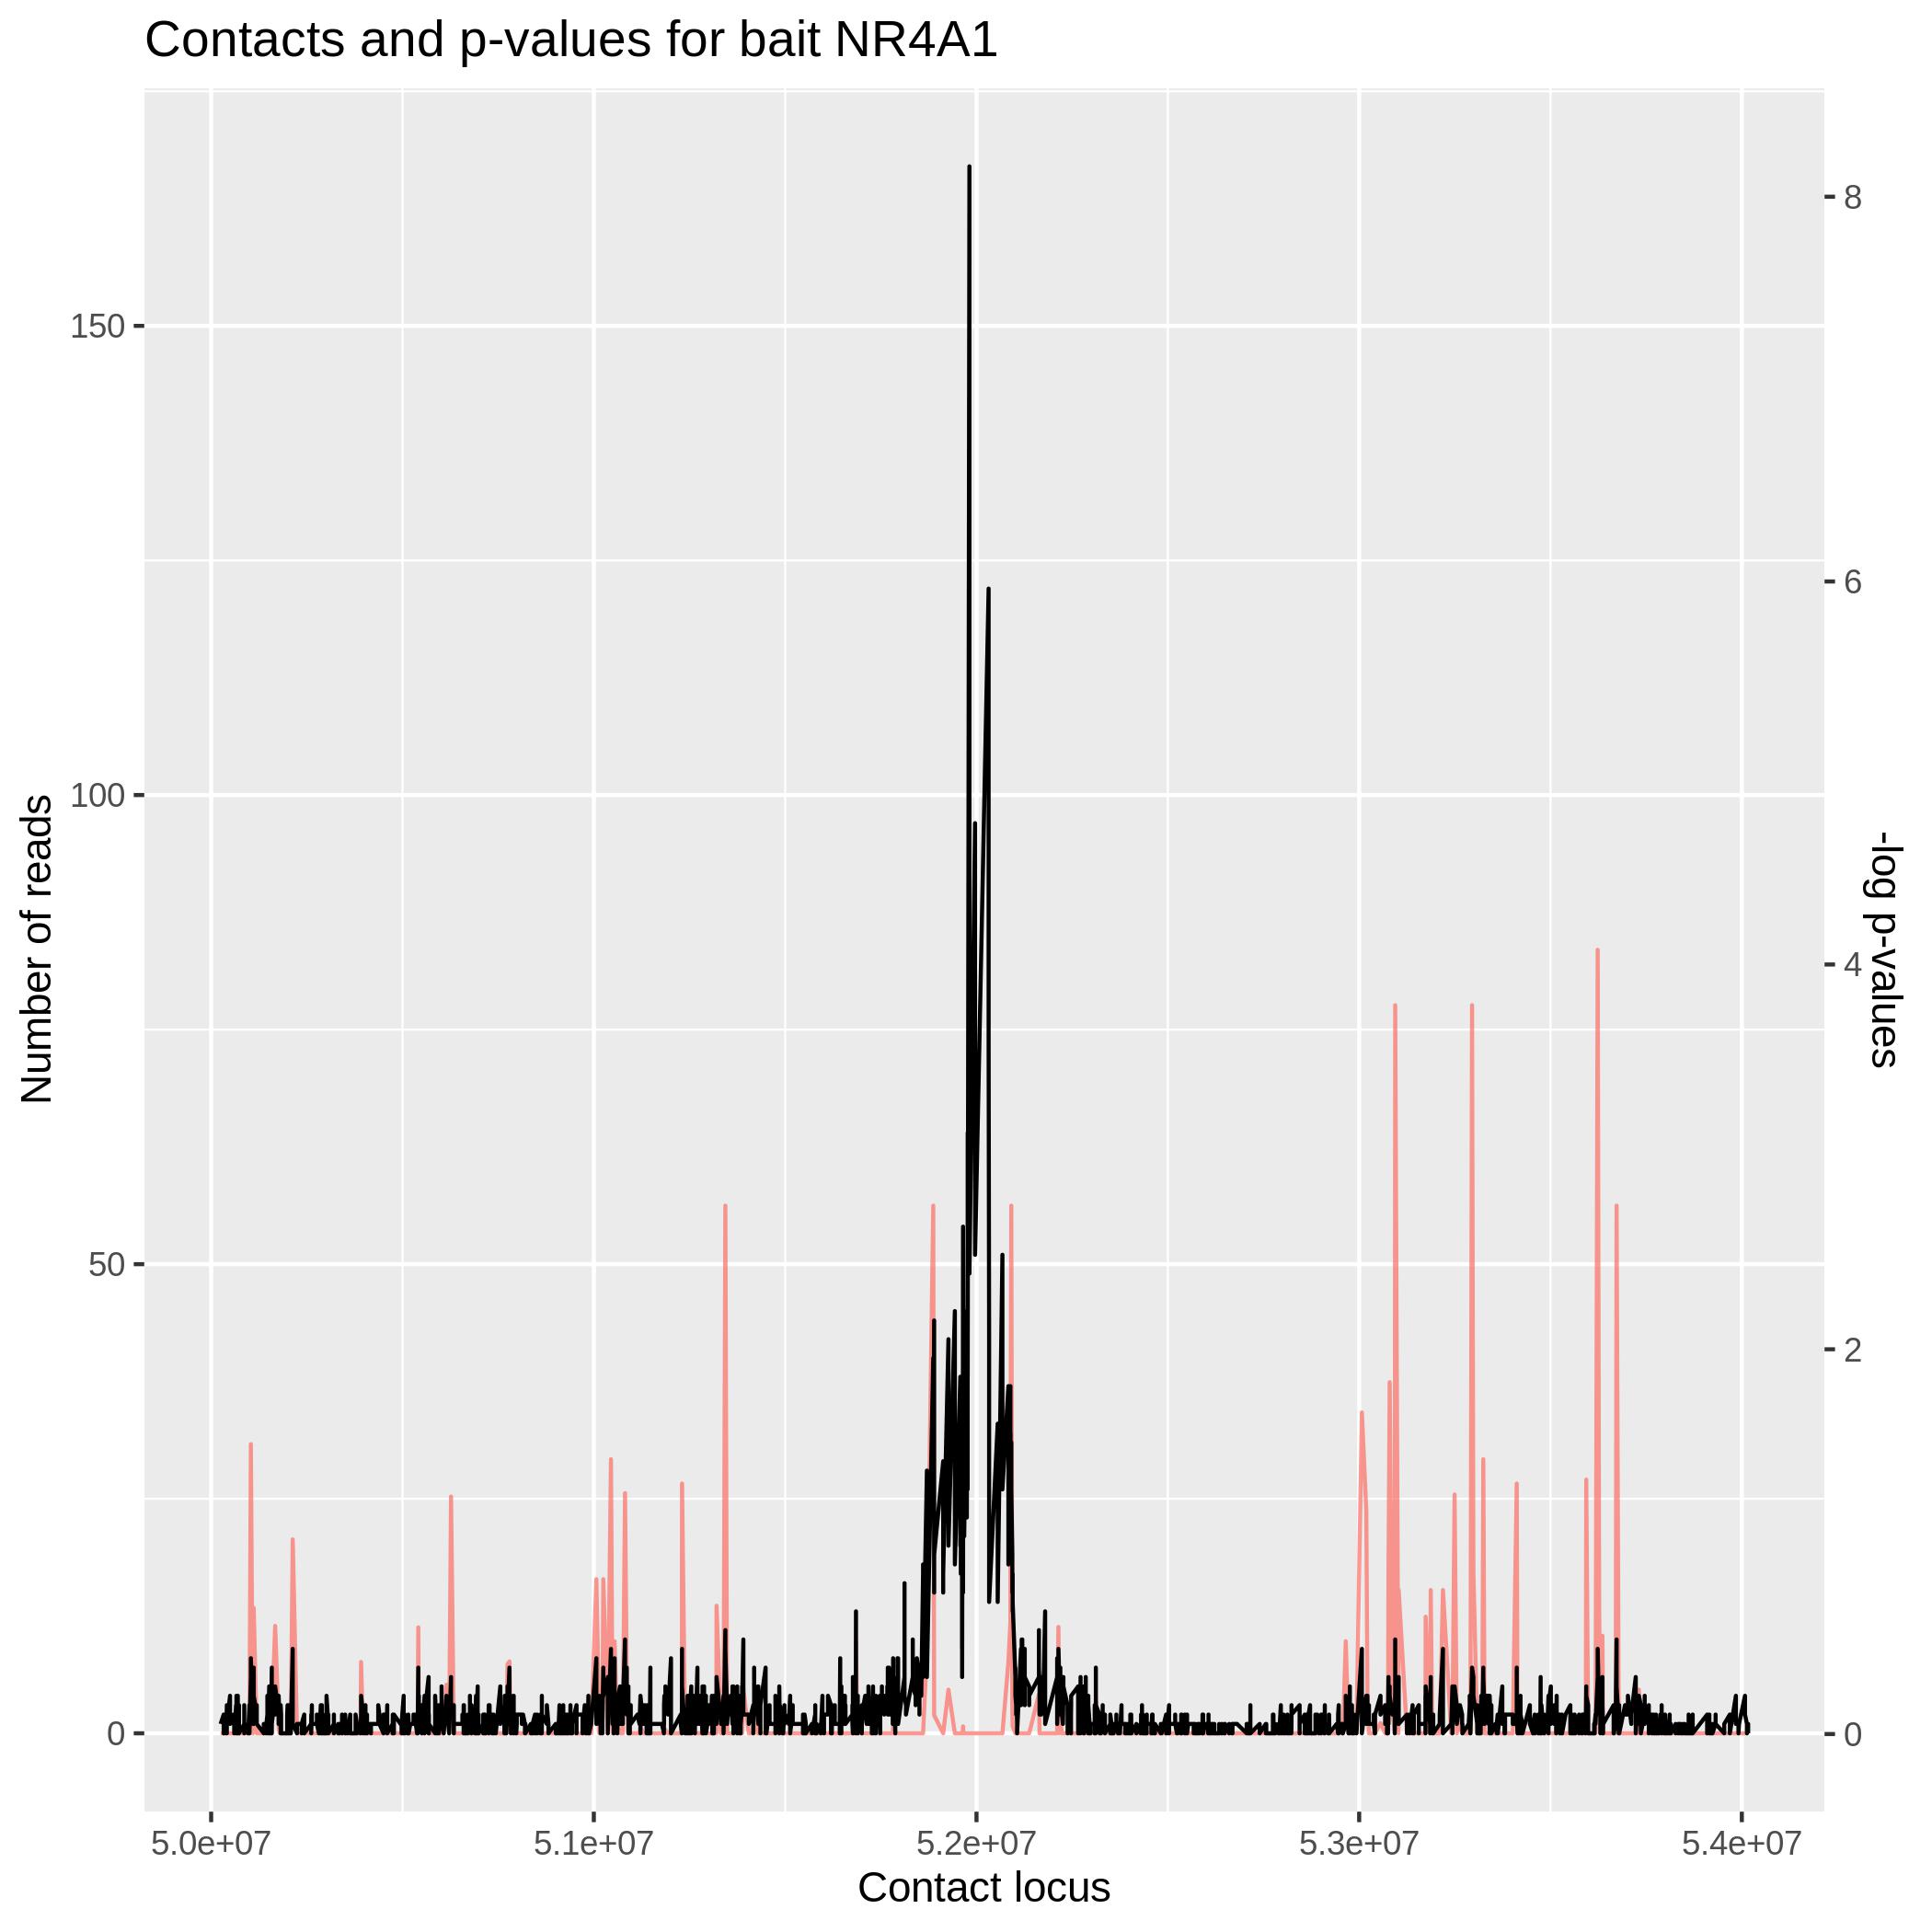 Contacts and p-values for bait NR4A1
150
100
50
0
Number of reads
8
6
4
2
0
-log p-values
5.0e+07
5.1e+07
5.2e+07
5.3e+07
5.4e+07
Contact locus